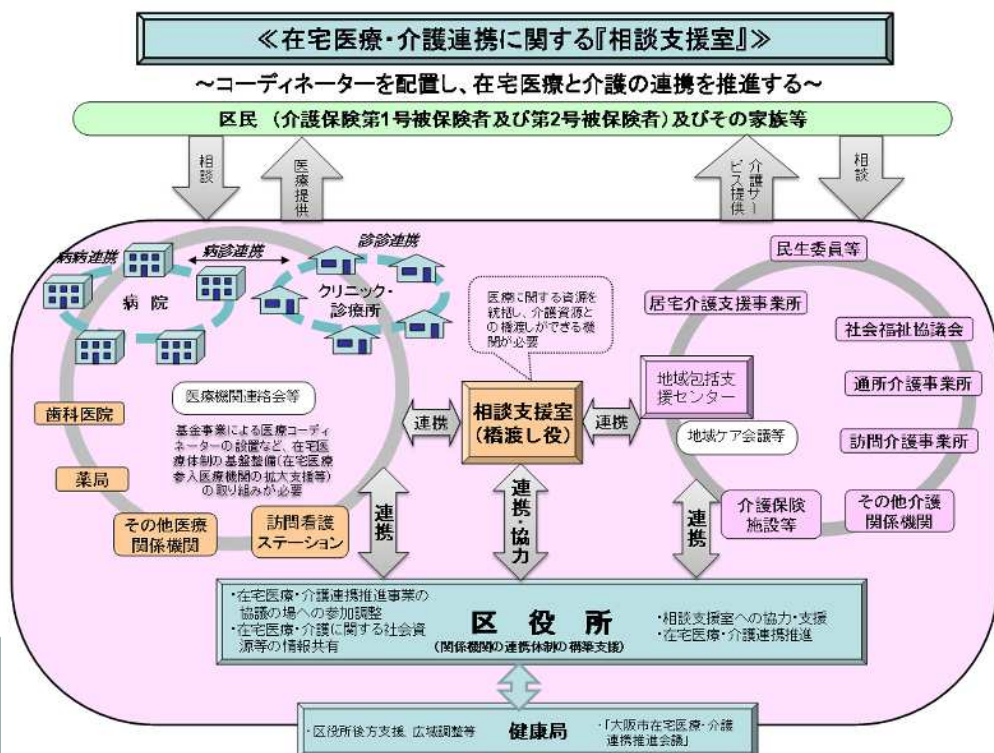 ≪在宅医療・介護連携に関する『相談支援室』≫
～コーディネーターを配置し、在宅医療と介護の連携を推進する～
区民 （介護保険第1号被保険者及び第2号被保険者）及びその家族等
相談
医療提供
介護サー
ビス提供
相談
病病連携
病診連携
診診連携
病 院
クリニック・
診療所
医療に関する資源を
統括し、介護資源と
の橋渡しができる機
関が必要
民生委員等
居宅介護支援事業所
社会福祉協議会
通所介護事業所
訪問介護事業所
地域包括支
援センター
地域ケア会議等
介護保険
施設等
その他介護
関係機関
医療機関連絡会等
基金事業による医療コーディ
ネーターの設置など、在宅医
療体制の基盤整備(在宅医療
参入医療機関の拡大支援等)
の取り組みが必要
歯科医院
薬局
その他医療
関係機関
訪問看護
ステーション
連携
相談支援室
（橋渡し役）
連携
連携
連携・協力
連携
・在宅医療・介護連携推進事業の
協議の場への参加調整
・在宅医療・介護に関する社会資
源等の情報共有
区 役 所
(関係機関の連携体制の構築支援)
・相談支援室への協力・支援
・在宅医療・介護連携推進
・区役所後方支援、広域調整等
健康局
・「大阪市在宅医療・介護
連携推進会議」